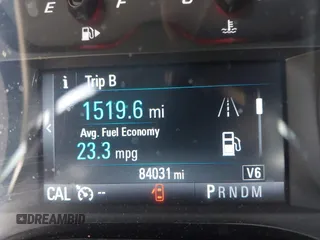 E F
i Trip B
1519.6 mi
Avg. Fuel Economy
23.3 mpg
84031 mi V6
CAL -- PRNDM
DREAMBID